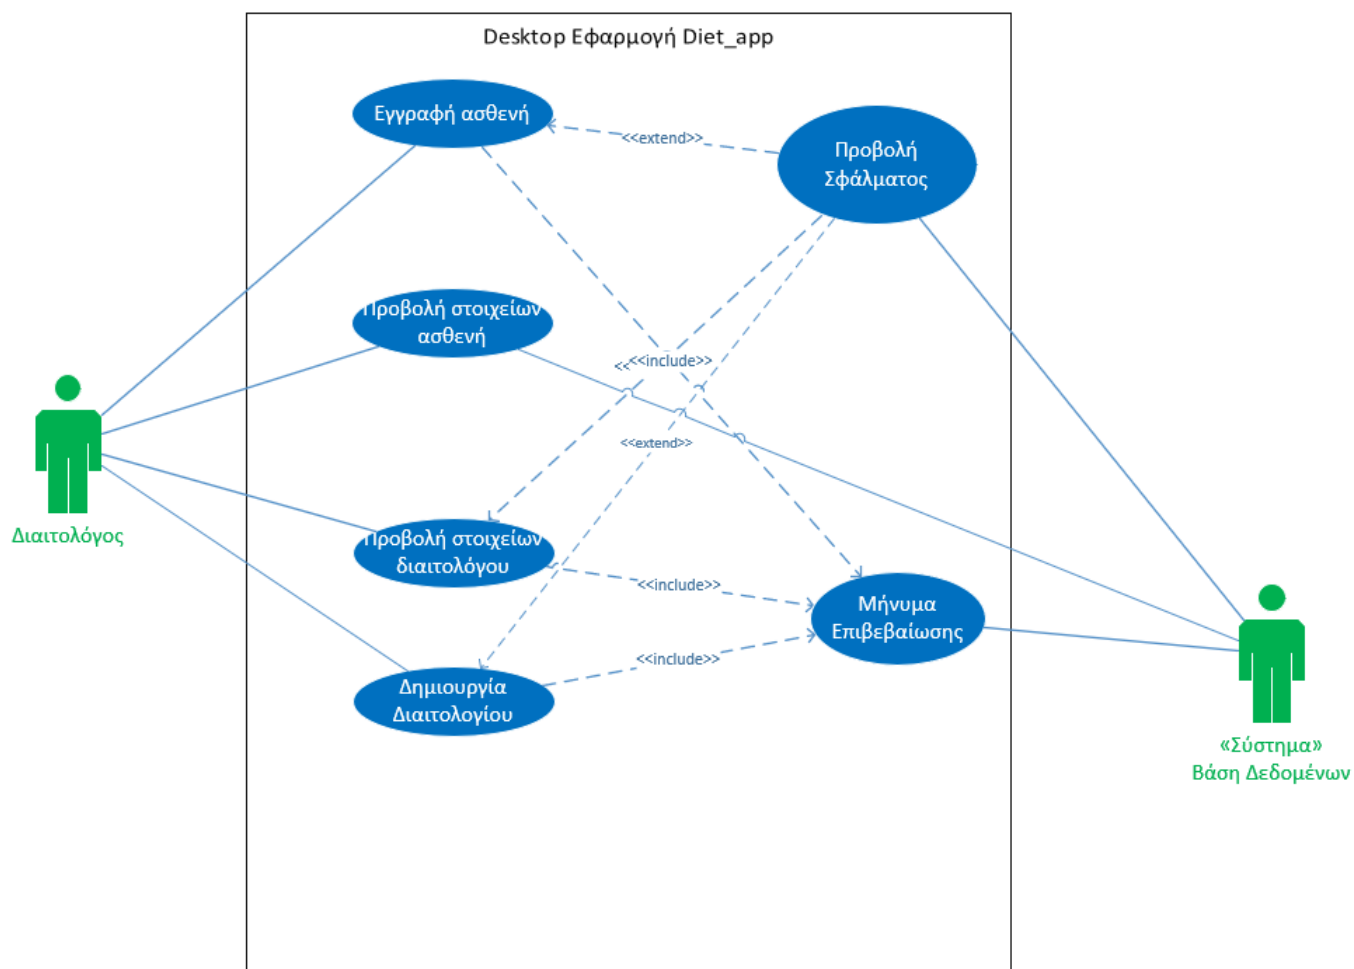 Desktop Εφαρμογή Diet_app
Εγγραφή ασθενή
<<extend>>
Προβολή
Σφάλματος
Προβολή στοιχείων
ασθενή
<<
<<include>>
<<extend>>
Διαιτολόγος
Προβολή στοιχείων
διαιτολόγου
<<include>>
Μήνυμα
Επιβεβαίωσης
<<include>>
Δημιουργία
Διαιτολογίου
«Σύστημα»
Βάση Δεδομένων